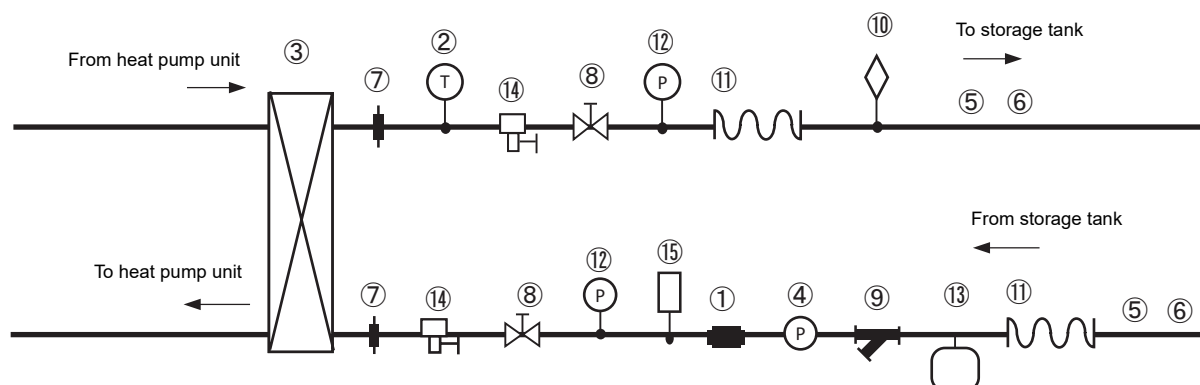 From heat pump unit
③
⑦
②
T
⑭
⑧
⑫
P
⑪
⑩
To storage tank
⑤ ⑥
From storage tank
To heat pump unit
⑦
⑭
⑧
⑫
P
⑮
①
④
P
⑨
⑬
⑪
⑤
⑥